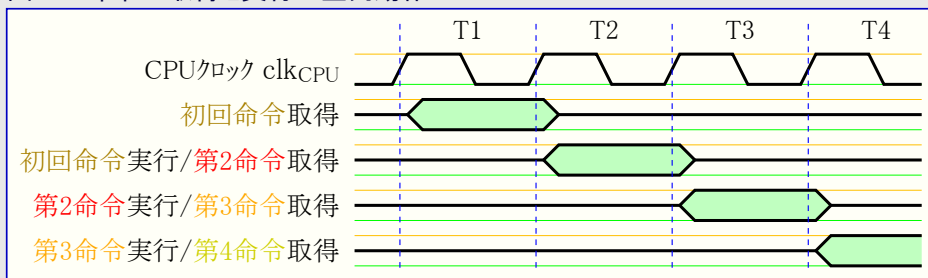 T1 T2 T3 T4
CPUクロック clkCPU
初回命令取得
初回命令実行/第2命令取得
第2命令実行/第3命令取得
第3命令実行/第4命令取得